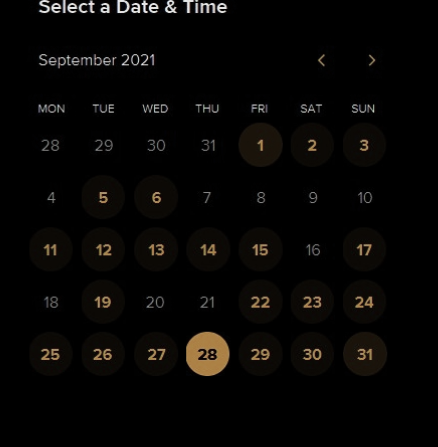 Select a Date & Time
September 2021
MON TUE WED THU FRI SAT SUN
28 29 30 31 1 2 3
4 5 6 7 8 9 10
11 12 13 14 15 16 17
18 19 20 21 22 23 24
25 26 27 28 29 30 31